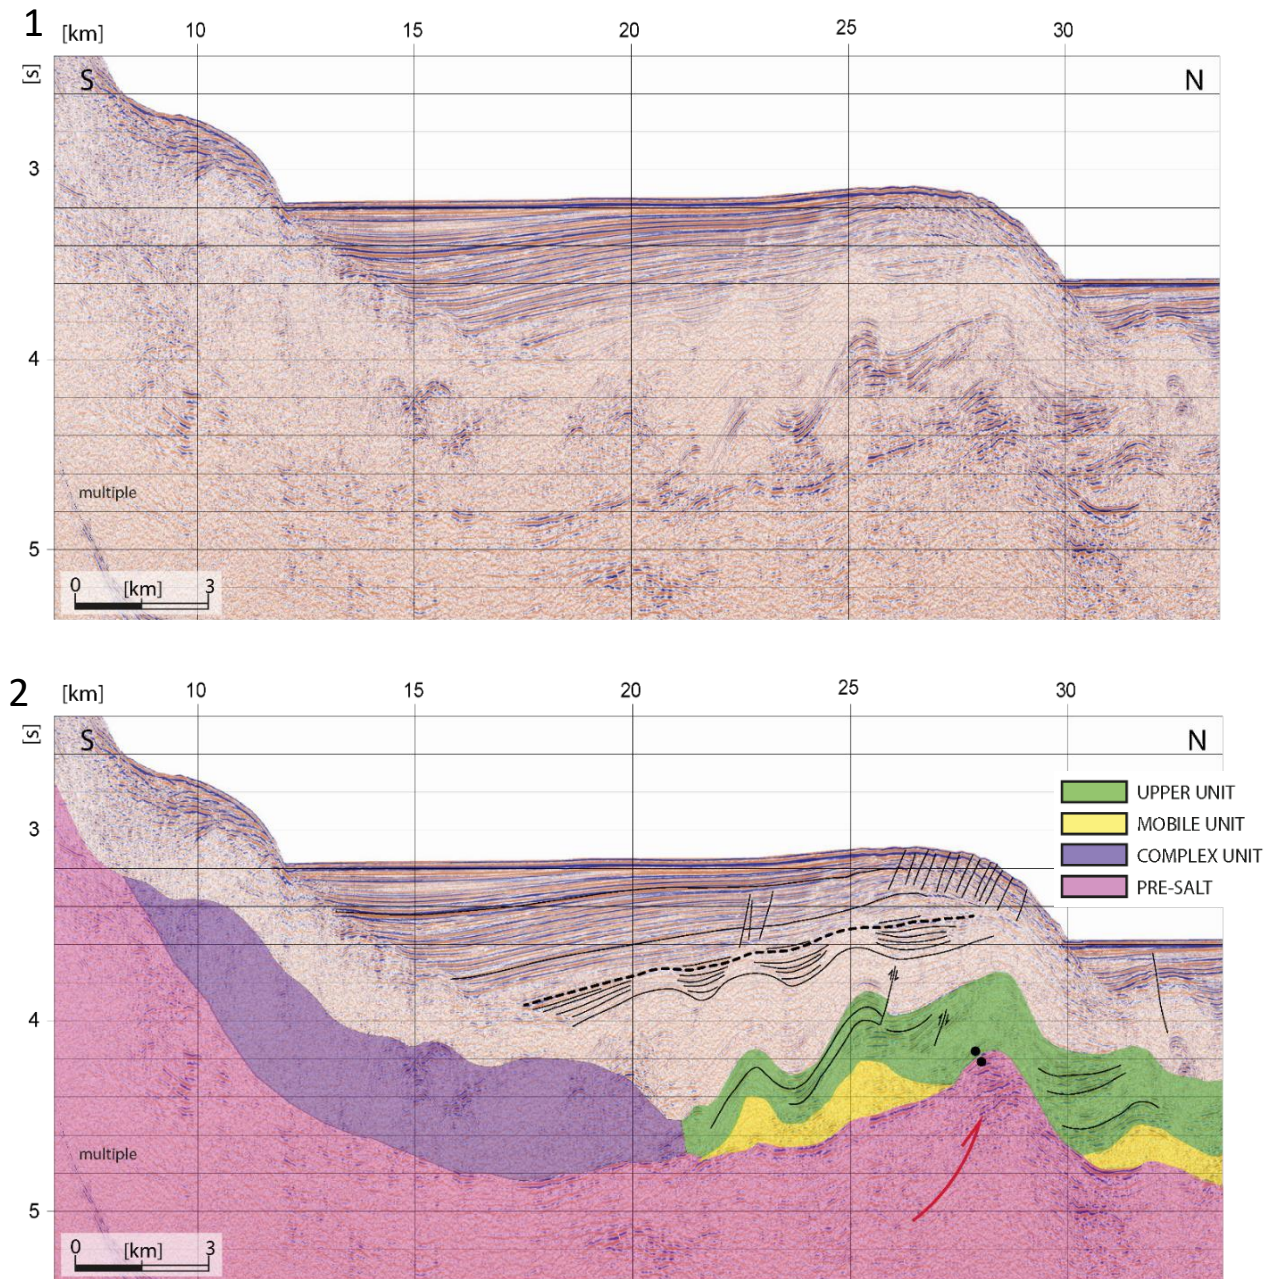 1 [km] 10 15 20 25 30
[s]
S N
3
4
multiple
5
0 [km] 3
2 [km] 10 15 20 25 30
[s]
S N
UPPER UNIT
3 MOBILE UNIT
COMPLEX UNIT
PRE-SALT
4
multiple
5
0 [km] 3